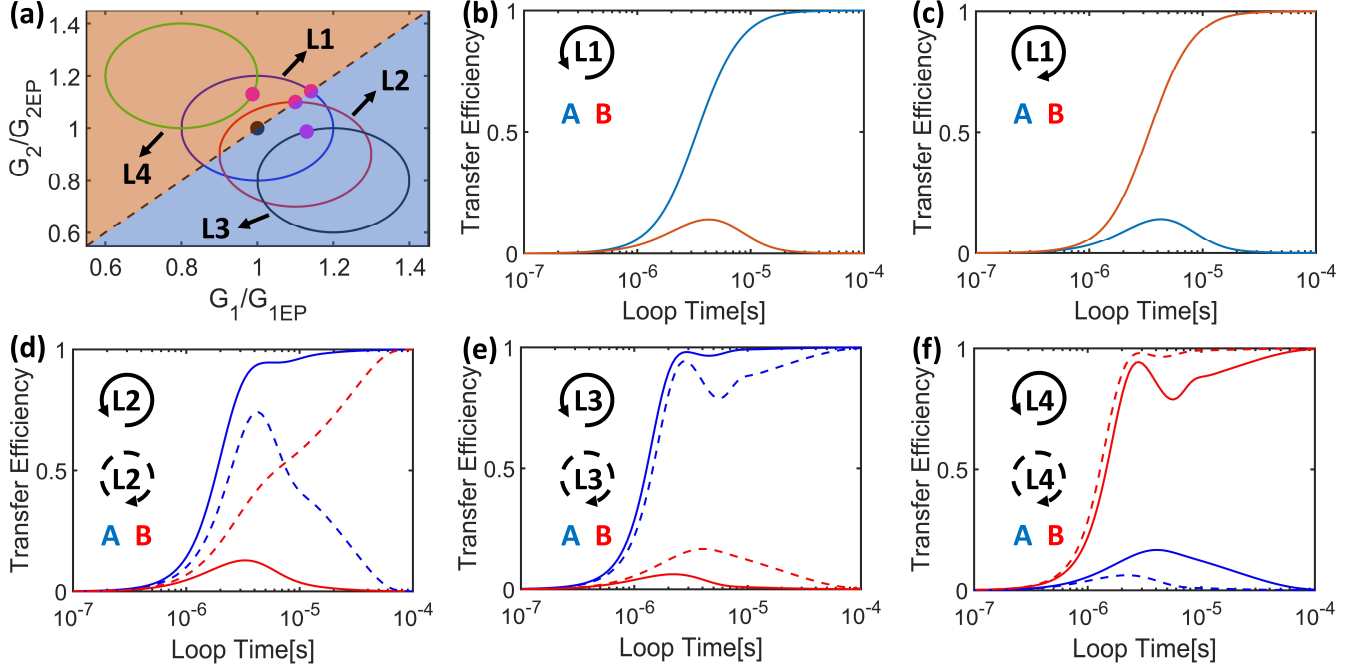 (a)
G₂/G₂EP
1.4
1.2
1
0.8
0.6
L1
L2
L4
L3
0.6 0.8 1 1.2 1.4
G₁/G₁EP
(b)
Transfer Efficiency
1
0.5
0
L1
A B
10⁻⁷ 10⁻⁶ 10⁻⁵ 10⁻⁴
Loop Time[s]
(c)
Transfer Efficiency
1
0.5
0
L1
A B
10⁻⁷ 10⁻⁶ 10⁻⁵ 10⁻⁴
Loop Time[s]
(d)
Transfer Efficiency
1
0.5
0
L2
L2
A B
10⁻⁷ 10⁻⁶ 10⁻⁵ 10⁻⁴
Loop Time[s]
(e)
Transfer Efficiency
1
0.5
0
L3
L3
A B
10⁻⁷ 10⁻⁶ 10⁻⁵ 10⁻⁴
Loop Time[s]
(f)
Transfer Efficiency
1
0.5
0
L4
L4
A B
10⁻⁷ 10⁻⁶ 10⁻⁵ 10⁻⁴
Loop Time[s]